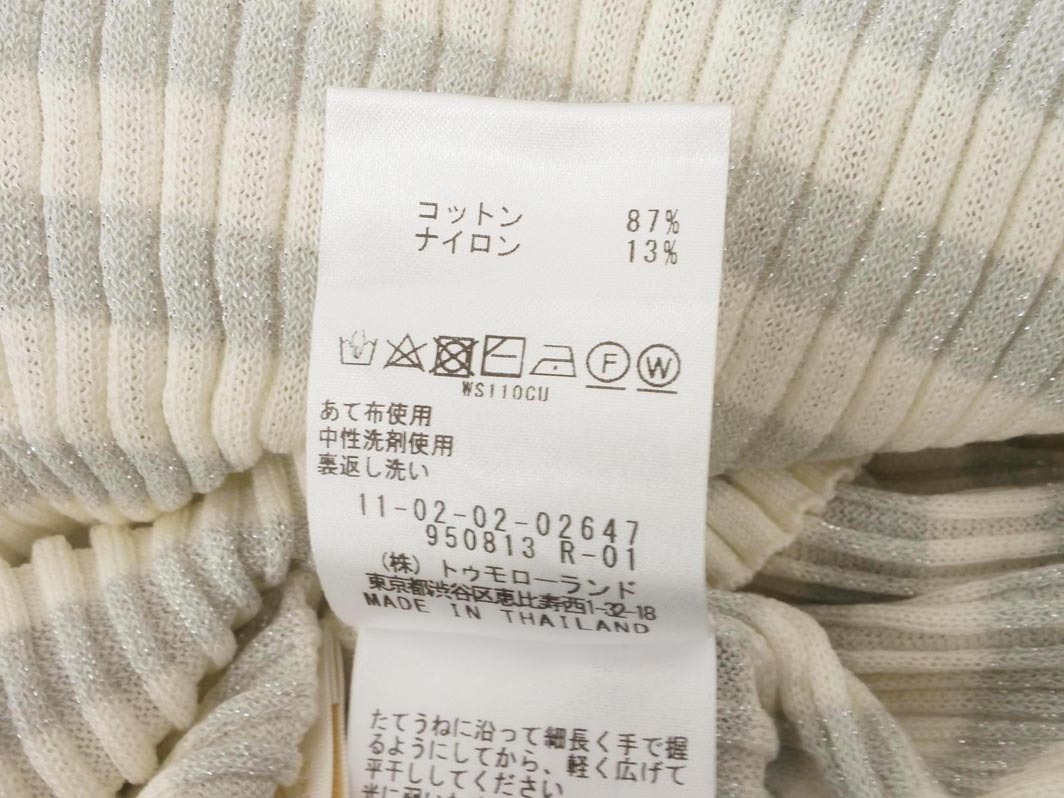 コットン 87%
ナイロン 13%
F W
WS110CU
あて布使用
中性洗剤使用
裏返し洗い
11-02-02-02647
950813 R-01
(株) トゥモローランド
東京都渋谷区恵比寿西1-32-18
MADE IN THAILAND
たてうねに沿って細長く手で握
るようにしてから、軽く広げて
平干ししてください